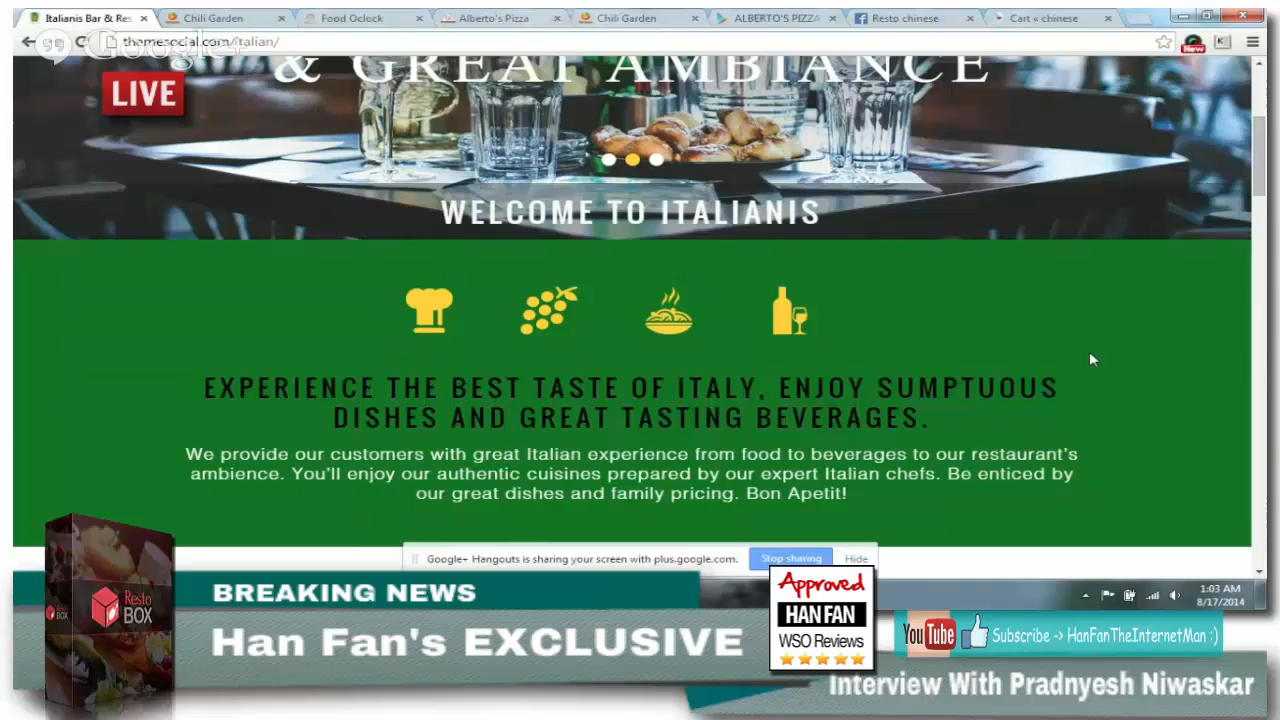 Italianis Bar & Res
Chili Garden
Food Oclock
Alberto's Pizza
Chili Garden
ALBERTO'S PIZZA
Resto chinese
Cart « chinese
Google+
themesocial.com/italian/
New
LIVE
& GREAT AMBIANCE
WELCOME TO ITALIANIS
EXPERIENCE THE BEST TASTE OF ITALY, ENJOY SUMPTUOUS
DISHES AND GREAT TASTING BEVERAGES.
We provide our customers with great Italian experience from food to beverages to our restaurant's
ambience. You'll enjoy our authentic cuisines prepared by our expert Italian chefs. Be enticed by
our great dishes and family pricing. Bon Apetit!
Google+ Hangouts is sharing your screen with plus.google.com. Stop sharing Hide
Resto
BOX
BREAKING NEWS
Han Fan's EXCLUSIVE
Approved
HAN FAN
WSO Reviews
1:03 AM
8/17/2014
YouTube Subscribe -> HanFanTheInternetMan :)
Interview With Pradnyesh Niwaskar